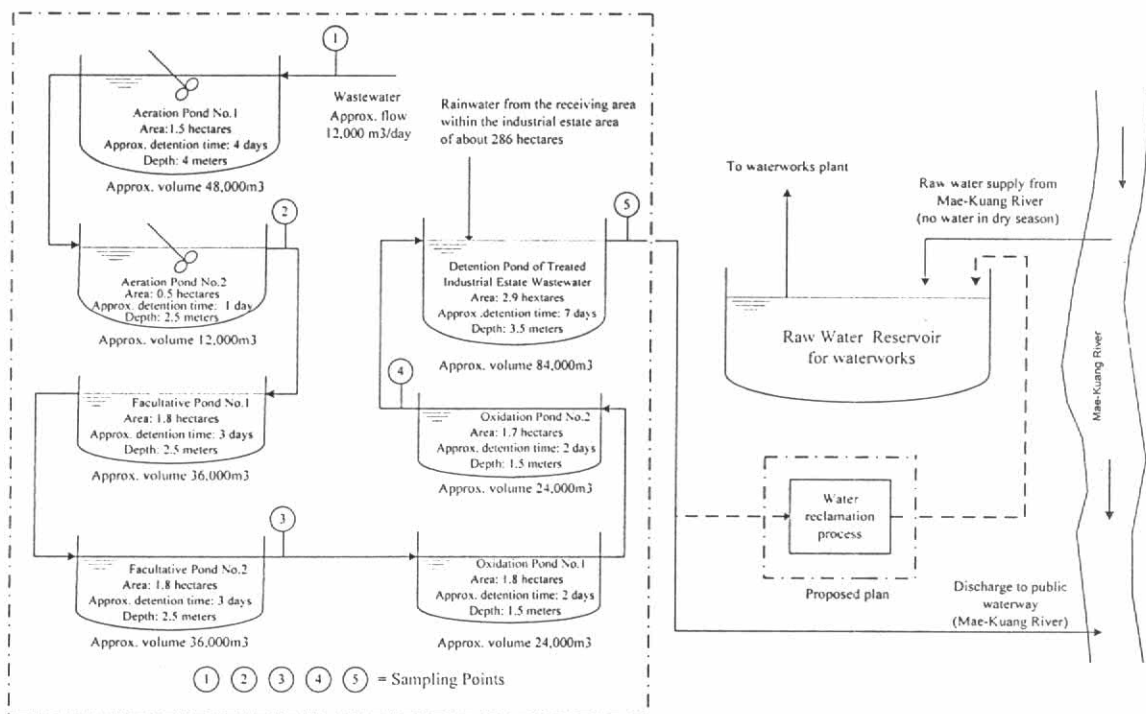 1
Wastewater
Approx. flow
12,000 m3/day
Aeration Pond No.1
Area:1.5 hectares
Approx. detention time: 4 days
Depth: 4 meters
Approx. volume 48,000m3
2
Aeration Pond No.2
Area: 0.5 hectares
Approx. detention time: 1 day
Depth: 2.5 meters
Approx. volume 12,000m3
Facultative Pond No.1
Area: 1.8 hectares
Approx. detention time: 3 days
Depth: 2.5 meters
Approx. volume 36,000m3
Facultative Pond No.2
Area: 1.8 hectares
Approx. detention time: 3 days
Depth: 2.5 meters
Approx. volume 36,000m3
3
Oxidation Pond No.1
Area: 1.8 hectares
Approx. detention time: 2 days
Depth: 1.5 meters
Approx. volume 24,000m3
Oxidation Pond No.2
Area: 1.7 hectares
Approx. detention time: 2 days
Depth: 1.5 meters
Approx. volume 24,000m3
4
Rainwater from the receiving area
within the industrial estate area
of about 286 hectares
Detention Pond of Treated
Industrial Estate Wastewater
Area: 2.9 hextares
Approx .detention time: 7 days
Depth: 3.5 meters
Approx. volume 84,000m3
5
To waterworks plant
Raw water supply from
Mae-Kuang River
(no water in dry season)
Raw Water Reservoir
for waterworks
Mae-Kuang River
Water
reclamation
process
Proposed plan
Discharge to public
waterway
(Mae-Kuang River)
1 2 3 4 5 = Sampling Points